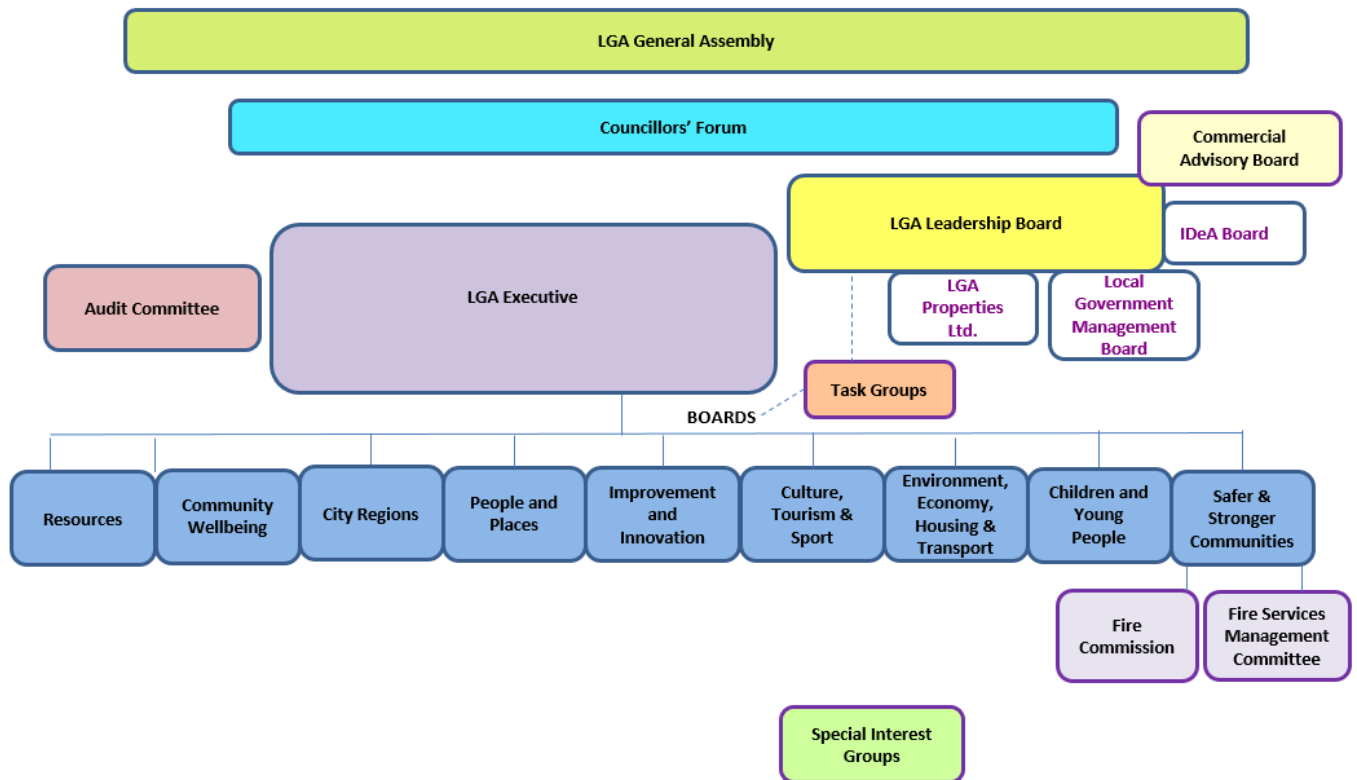 LGA General Assembly
Councillors' Forum
Commercial
Advisory Board
LGA Leadership Board
IDeA Board
LGA Executive
Audit Committee
LGA
Properties
Ltd.
Local
Government
Management
Board
Task Groups
BOARDS
Resources
Community
Wellbeing
City Regions
People and
Places
Improvement
and
Innovation
Culture,
Tourism &
Sport
Environment,
Economy,
Housing &
Transport
Children and
Young
People
Safer &
Stronger
Communities
Fire
Commission
Fire Services
Management
Committee
Special Interest
Groups